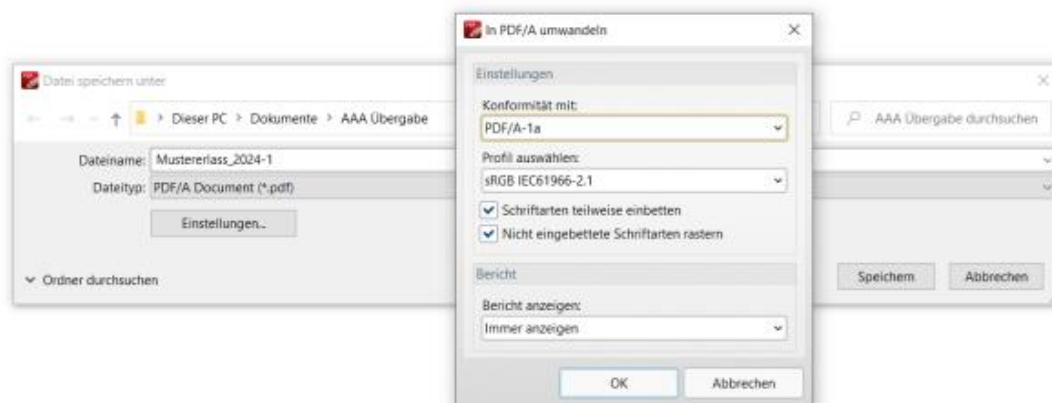 In PDF/A umwandeln
Einstellungen
Konformität mit:
PDF/A-1a
Profil auswählen:
sRGB IEC61966-2.1
Schriftarten teilweise einbetten
Nicht eingebettete Schriftarten rastern
Bericht
Bericht anzeigen:
Immer anzeigen
OK
Abbrechen
Datei speichern unter
Dieser PC > Dokumente > AAA Übergabe
AAA Übergabe durchsuchen
Dateiname: Mustererlass_2024-1
Dateityp: PDF/A Document (*.pdf)
Einstellungen...
Ordner durchsuchen
Speichern
Abbrechen